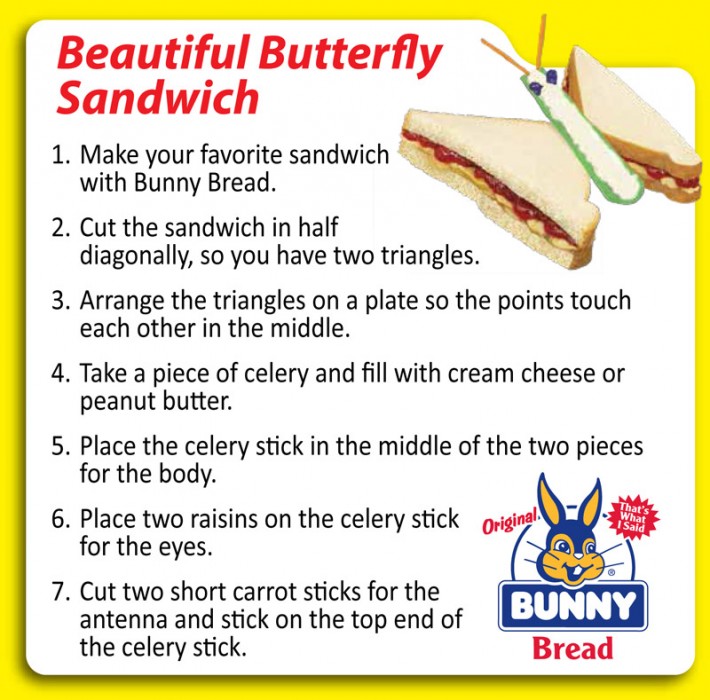 Beautiful Butterfly
Sandwich
1. Make your favorite sandwich
with Bunny Bread.
2. Cut the sandwich in half
diagonally, so you have two triangles.
3. Arrange the triangles on a plate so the points touch
each other in the middle.
4. Take a piece of celery and fill with cream cheese or
peanut butter.
5. Place the celery stick in the middle of the two pieces
for the body.
6. Place two raisins on the celery stick
for the eyes.
7. Cut two short carrot sticks for the
antenna and stick on the top end of
the celery stick.
Original
That's
What
I Said
®
BUNNY
Bread